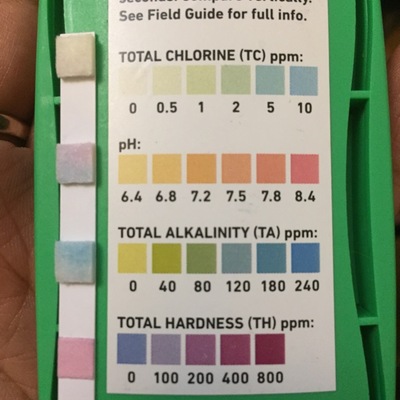 See Field Guide for full info.
TOTAL CHLORINE (TC) ppm:
0 0.5 1 2 5 10
pH:
6.4 6.8 7.2 7.5 7.8 8.4
TOTAL ALKALINITY (TA) ppm:
0 40 80 120 180 240
TOTAL HARDNESS (TH) ppm:
0 100 200 400 800